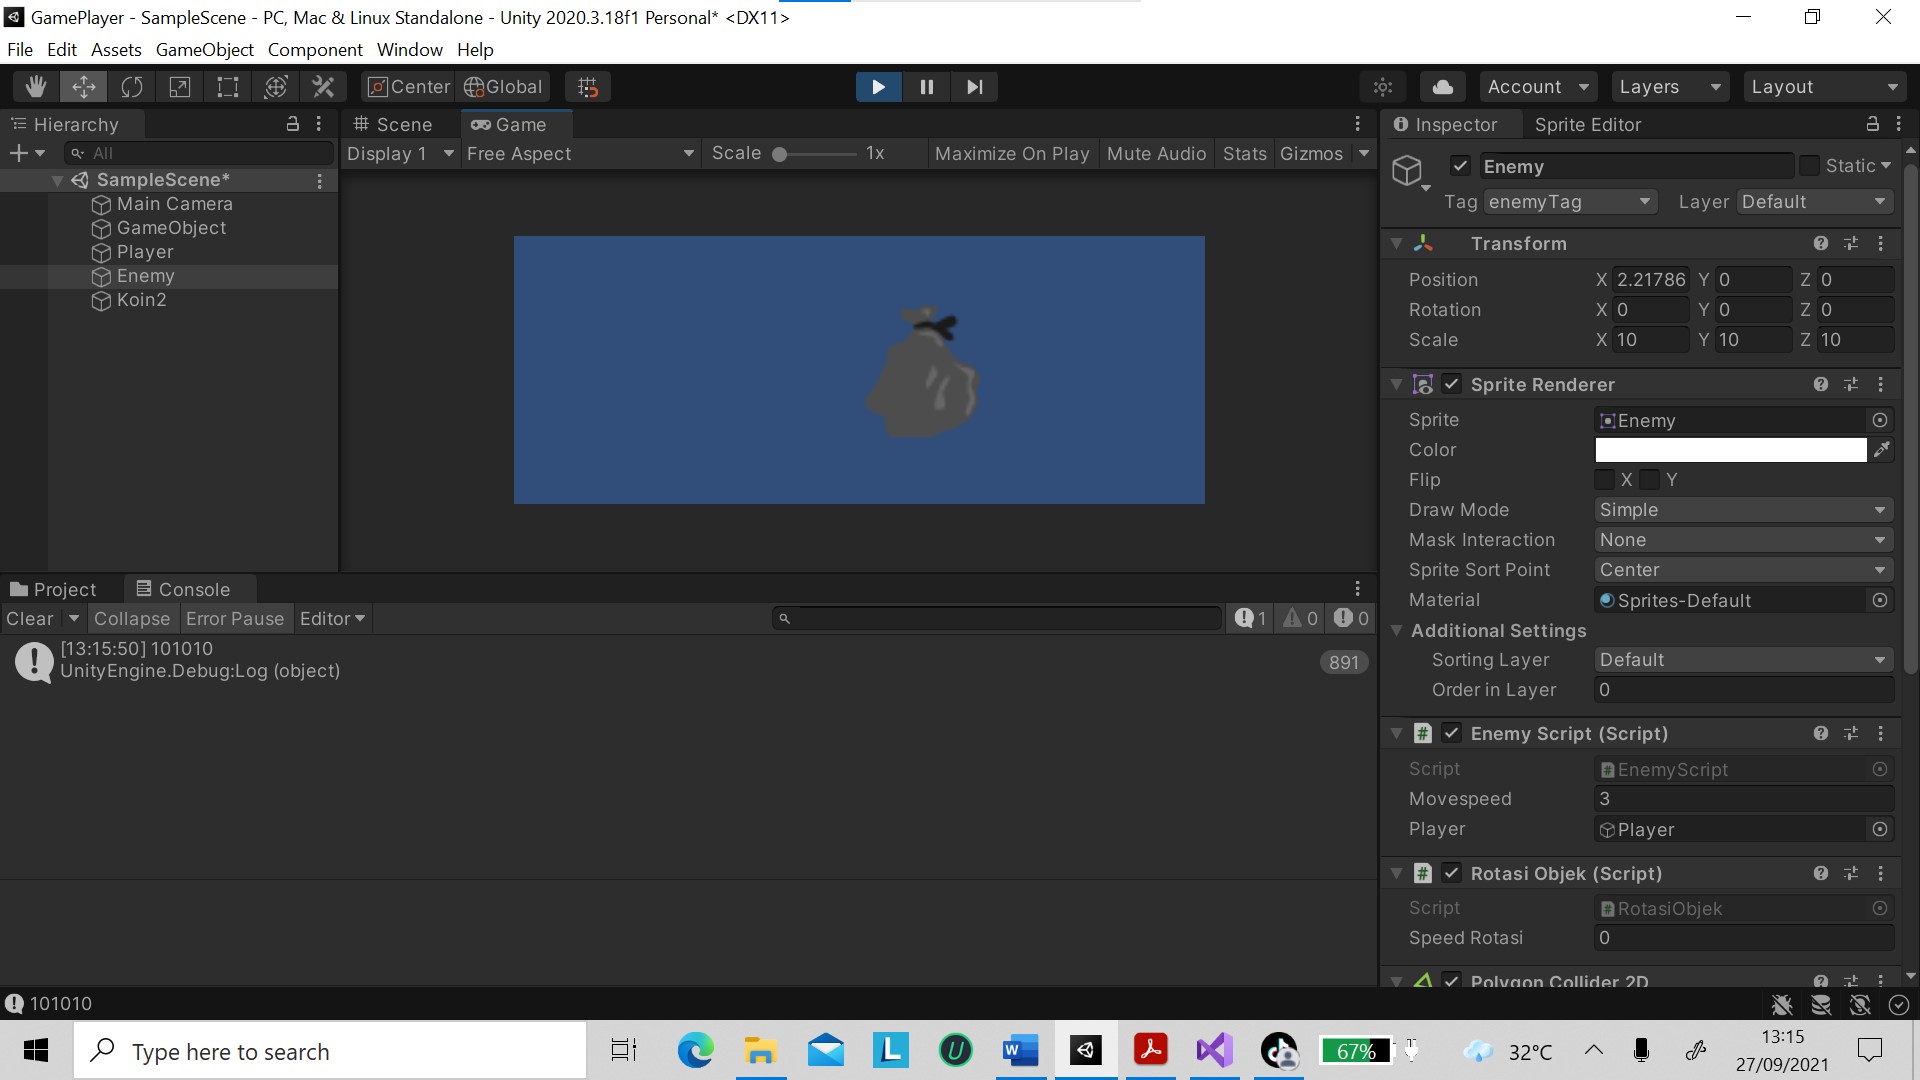 GamePlayer - SampleScene - PC, Mac & Linux Standalone - Unity 2020.3.18f1 Personal* <DX11>
File Edit Assets GameObject Component Window Help
Center Global Account Layers Layout
Hierarchy
All
SampleScene*
Main Camera
GameObject
Player
Enemy
Koin2
Scene Game
Display 1 Free Aspect Scale 1x Maximize On Play Mute Audio Stats Gizmos
Project Console
Clear Collapse Error Pause Editor 1 0 0
[13:15:50] 101010
UnityEngine.Debug:Log (object)
891
Inspector Sprite Editor
Enemy Static
Tag enemyTag Layer Default
Transform
Position X 2.21786 Y 0 Z 0
Rotation X 0 Y 0 Z 0
Scale X 10 Y 10 Z 10
Sprite Renderer
Sprite Enemy
Color
Flip X Y
Draw Mode Simple
Mask Interaction None
Sprite Sort Point Center
Material Sprites-Default
Additional Settings
Sorting Layer Default
Order in Layer 0
# Enemy Script (Script)
Script EnemyScript
Movespeed 3
Player Player
# Rotasi Objek (Script)
Script RotasiObjek
Speed Rotasi 0
Polygon Collider 2D
101010
Type here to search
L
U
W
67%
32°C
13:15
27/09/2021